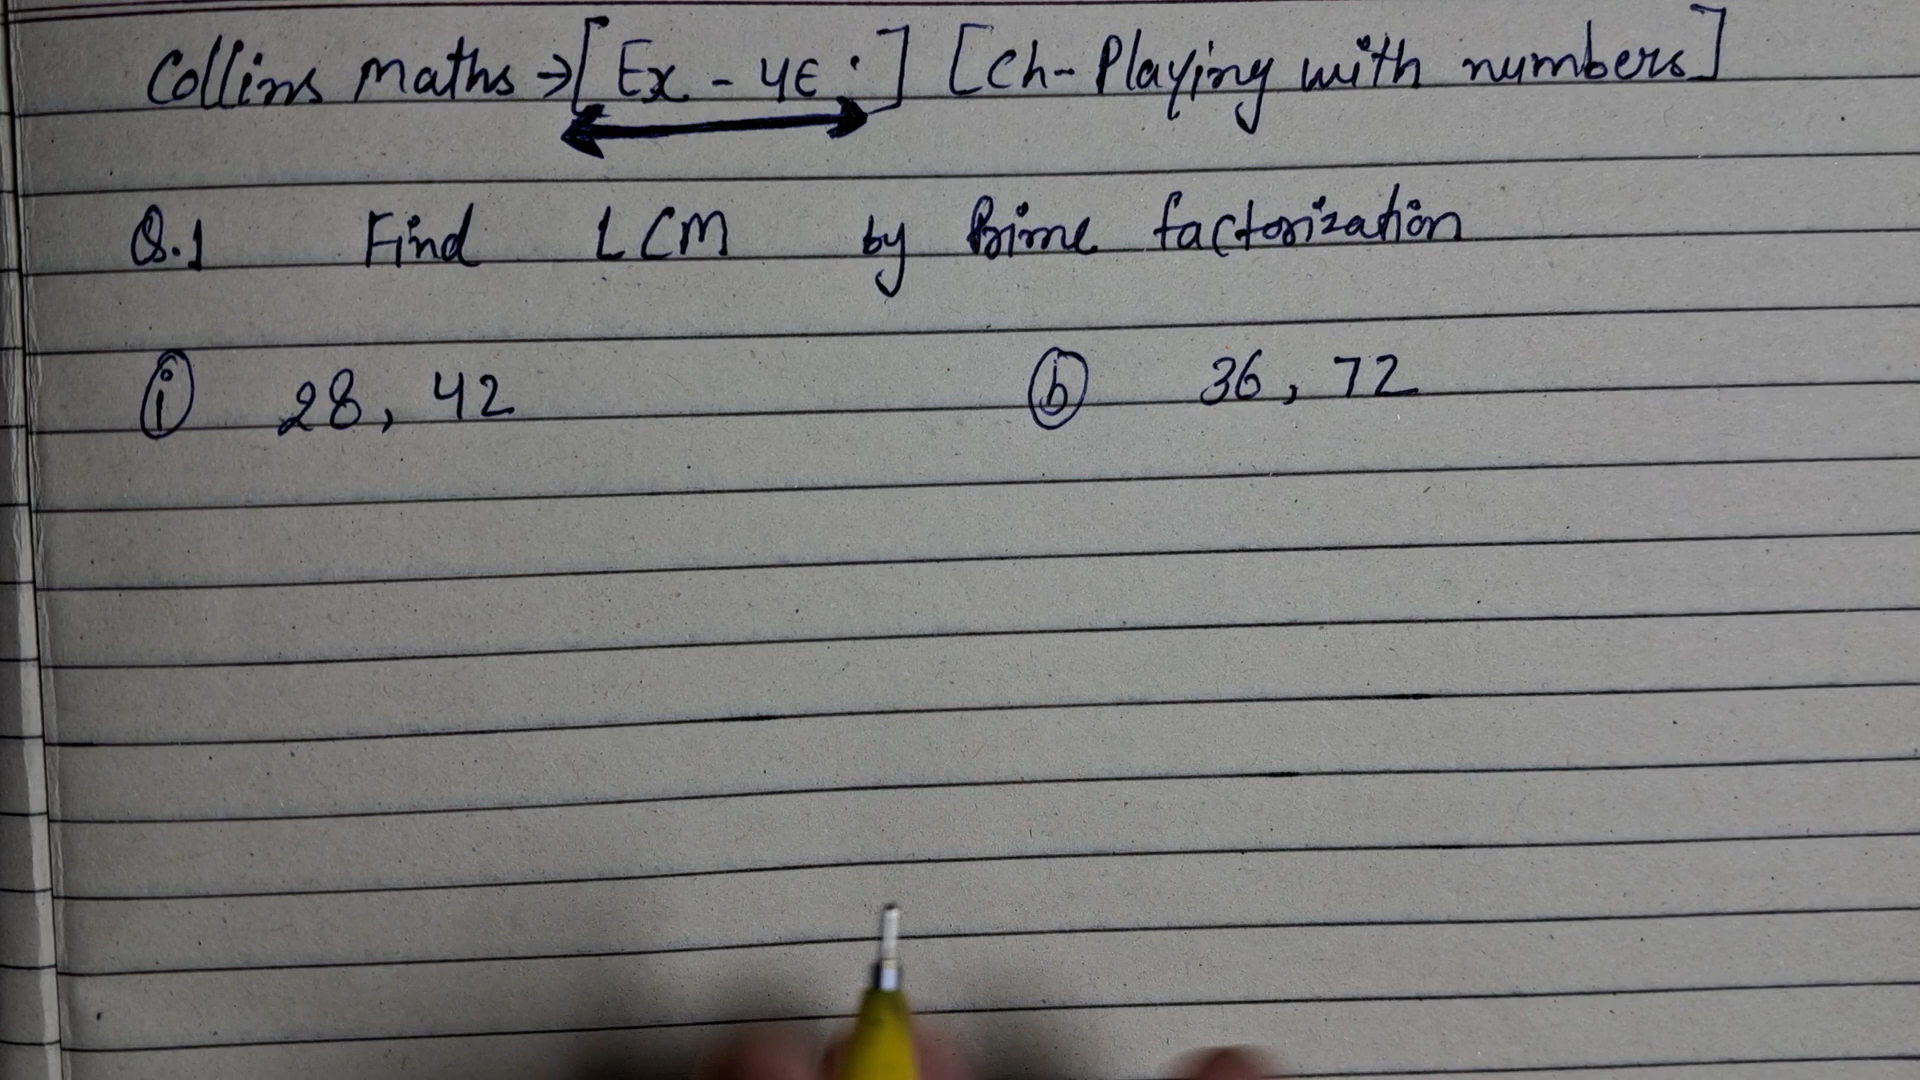 Collins Maths → [Ex - 4E :] [Ch- Playing with numbers]
Q.1 Find LCM by Prime factorization
(i) 28, 42 (b) 36, 72